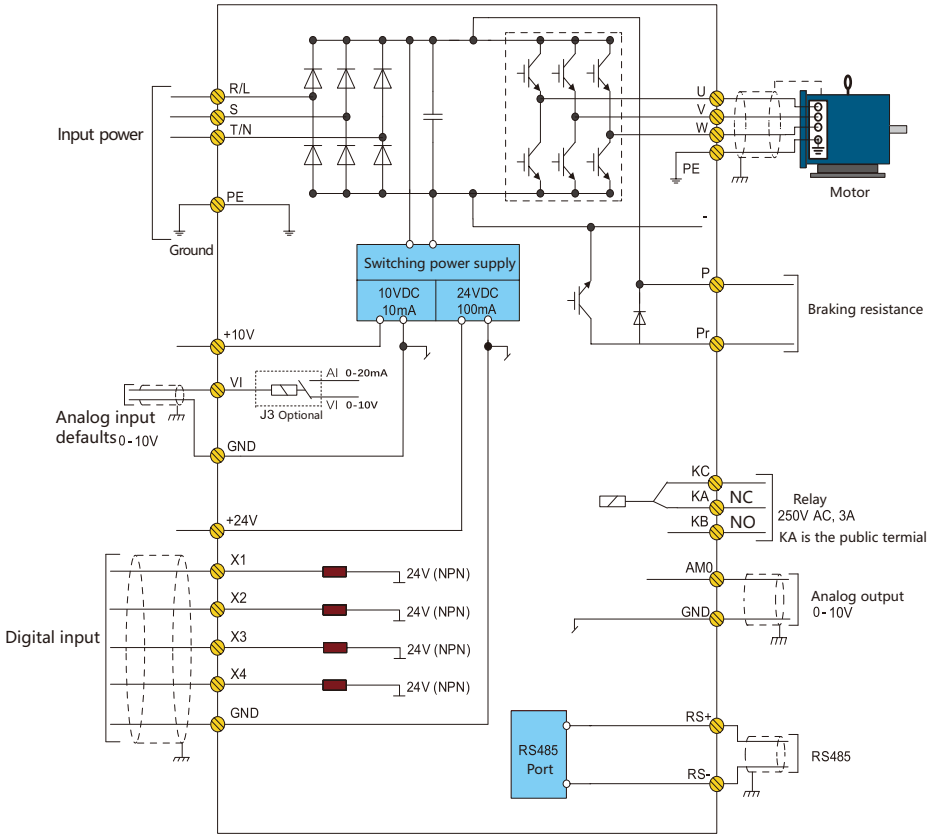 Input power
R/L
S
T/N
PE
Ground
U
V
W
PE
Motor
-
Switching power supply
10VDC
10mA
24VDC
100mA
P
Pr
Braking resistance
+10V
VI
AI 0-20mA
VI 0-10V
J3 Optional
Analog input
defaults 0-10V
GND
+24V
KC
KA NC
KB NO
Relay
250V AC, 3A
KA is the public termial
Digital input
X1
24V (NPN)
X2
24V (NPN)
X3
24V (NPN)
X4
24V (NPN)
GND
AM0
GND
Analog output
0-10V
RS485
Port
RS+
RS-
RS485